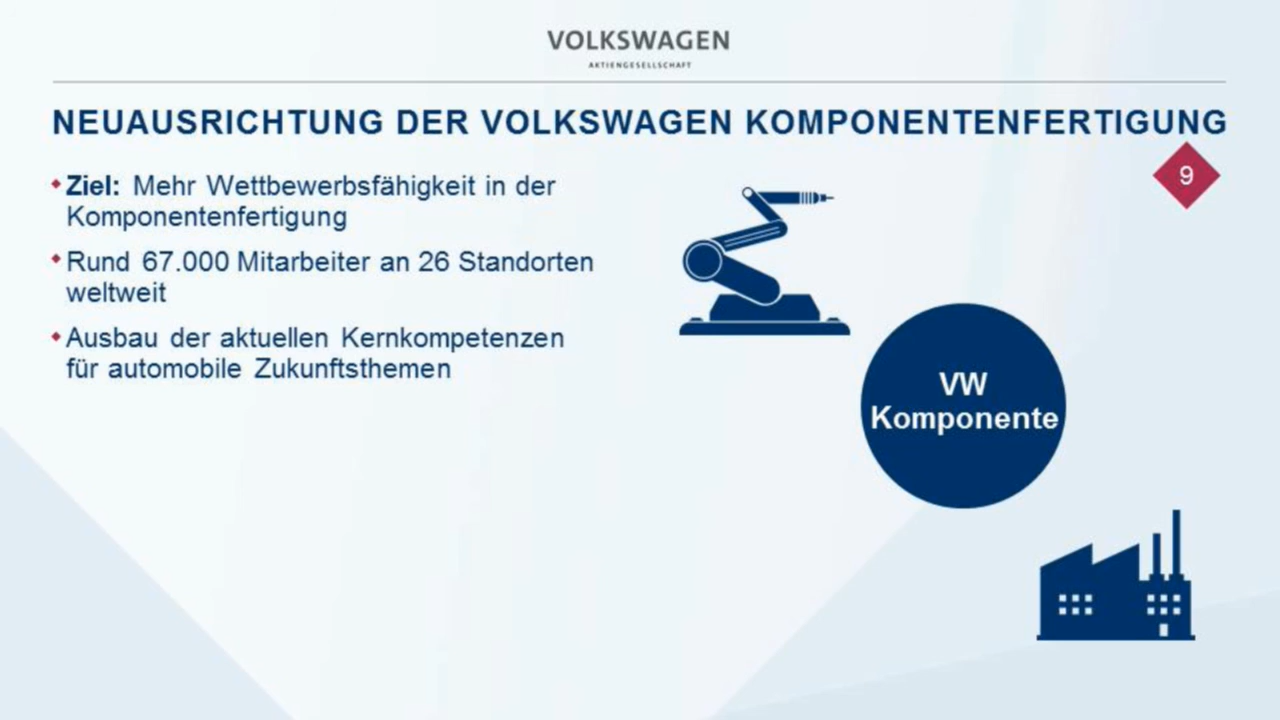 VOLKSWAGEN
AKTIENGESELLSCHAFT
NEUAUSRICHTUNG DER VOLKSWAGEN KOMPONENTENFERTIGUNG
9
Ziel: Mehr Wettbewerbsfähigkeit in der
Komponentenfertigung
Rund 67.000 Mitarbeiter an 26 Standorten
weltweit
Ausbau der aktuellen Kernkompetenzen
für automobile Zukunftsthemen
VW
Komponente